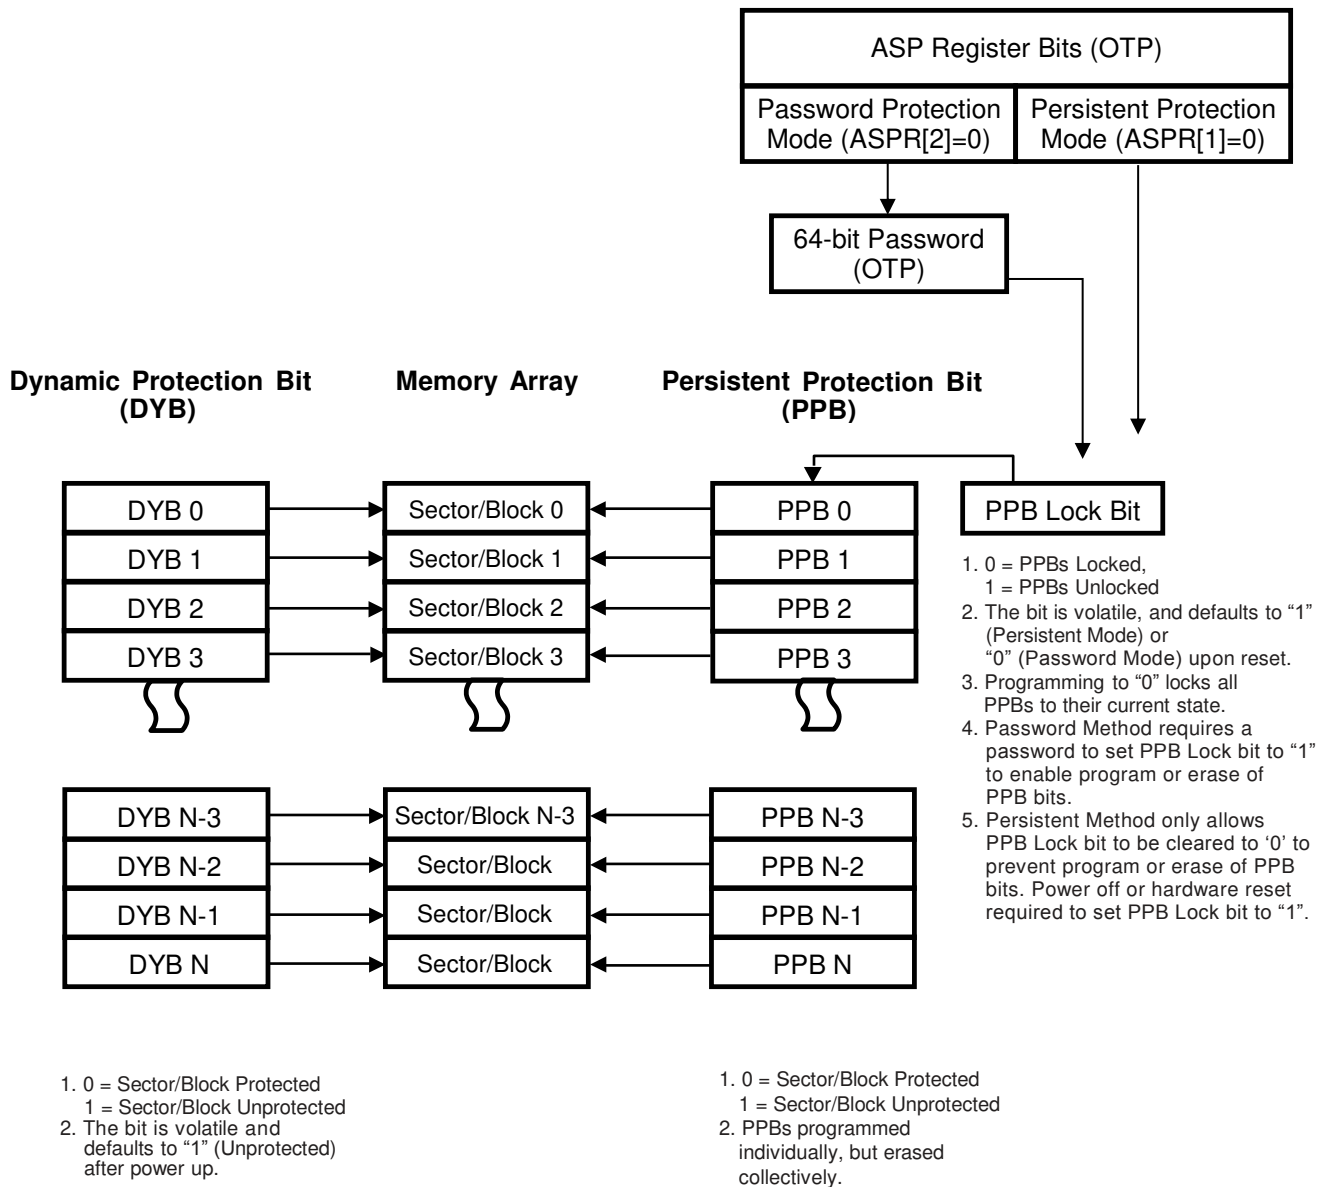 ASP Register Bits (OTP)
Password Protection
Mode (ASPR[2]=0)
Persistent Protection
Mode (ASPR[1]=0)
64-bit Password
(OTP)
Dynamic Protection Bit
(DYB)
Memory Array
Persistent Protection Bit
(PPB)
DYB 0
Sector/Block 0
PPB 0
DYB 1
Sector/Block 1
PPB 1
DYB 2
Sector/Block 2
PPB 2
DYB 3
Sector/Block 3
PPB 3
PPB Lock Bit
1. 0 = PPBs Locked,
1 = PPBs Unlocked
2. The bit is volatile, and defaults to “1”
(Persistent Mode) or
“0” (Password Mode) upon reset.
3. Programming to “0” locks all
PPBs to their current state.
4. Password Method requires a
password to set PPB Lock bit to “1”
to enable program or erase of
PPB bits.
5. Persistent Method only allows
PPB Lock bit to be cleared to ‘0’ to
prevent program or erase of PPB
bits. Power off or hardware reset
required to set PPB Lock bit to “1”.
DYB N-3
Sector/Block N-3
PPB N-3
DYB N-2
Sector/Block
PPB N-2
DYB N-1
Sector/Block
PPB N-1
DYB N
Sector/Block
PPB N
1. 0 = Sector/Block Protected
1 = Sector/Block Unprotected
2. The bit is volatile and
defaults to “1” (Unprotected)
after power up.
1. 0 = Sector/Block Protected
1 = Sector/Block Unprotected
2. PPBs programmed
individually, but erased
collectively.